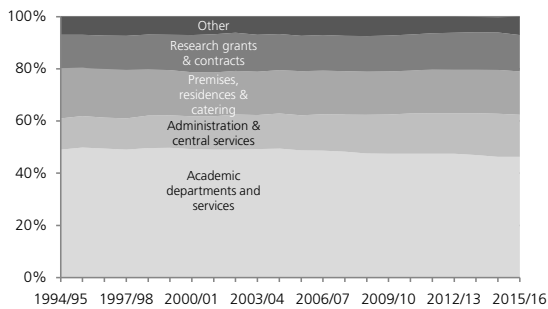 100%
80%
60%
40%
20%
0%
Other
Research grants
& contracts
Premises,
residences &
catering
Administration &
central services
Academic
departments and
services
1994/95 1997/98 2000/01 2003/04 2006/07 2009/10 2012/13 2015/16